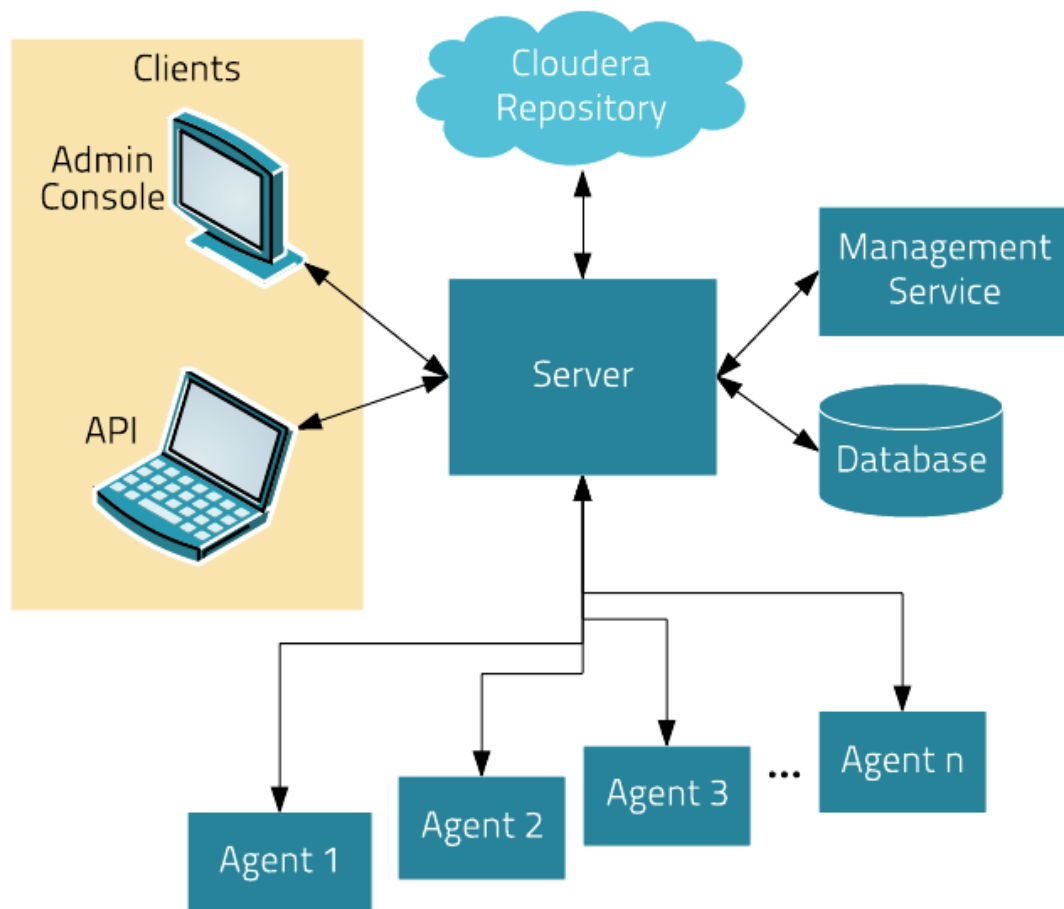 Clients
Admin
Console
API
Cloudera
Repository
Server
Management
Service
Database
Agent 1
Agent 2
Agent 3
...
Agent n